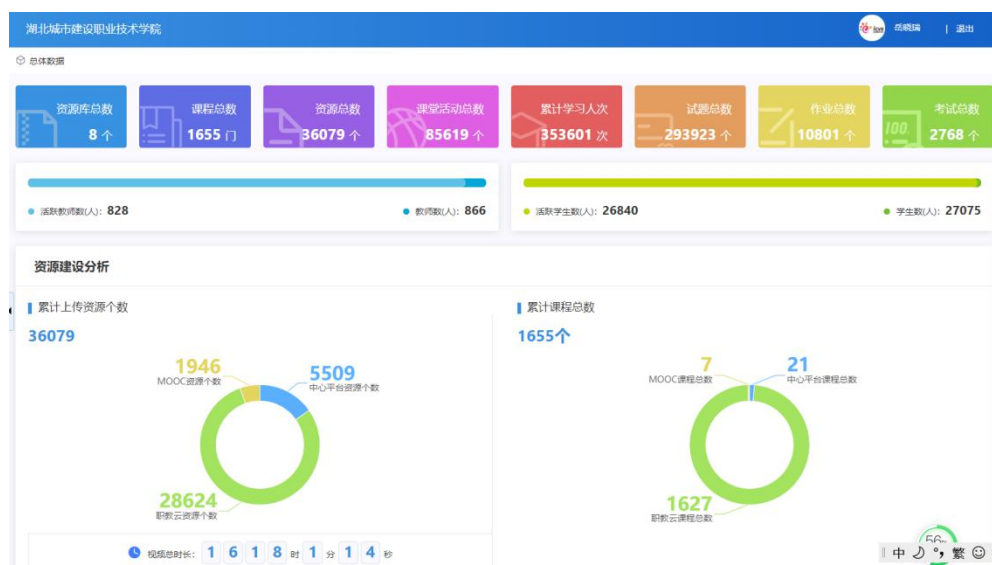 湖北城市建设职业技术学院
岳晓瑞 | 退出
总体数据
资源库总数 课程总数 资源总数 课堂活动总数 累计学习人次 试题总数 作业总数 考试总数
8 个 1655 门 36079 个 85619 个 353601 次 293923 个 10801 个 2768 个
100.
活跃教师数(人): 828 教师数(人): 866 活跃学生数(人): 26840 学生数(人): 27075
资源建设分析
累计上传资源个数 累计课程总数
36079 1655个
1946 5509 7 21
MOOC资源个数 中心平台资源个数 MOOC课程总数 中心平台课程总数
28624 1627
职教云资源个数 职教云课程总数
视频总时长: 1 6 1 8 时 1 分 1 4 秒
中 繁